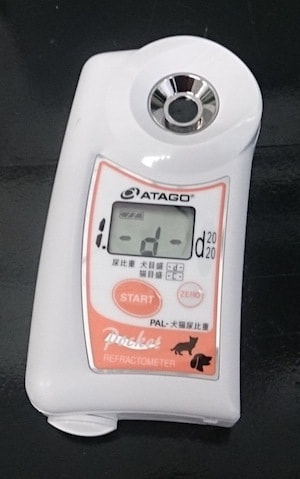 ATAGO®
1. -d- d 20/20
尿比重 犬目盛 -d-
猫目盛 -c-
START
ZERO
PAL-犬猫尿比重
Pocket
REFRACTOMETER